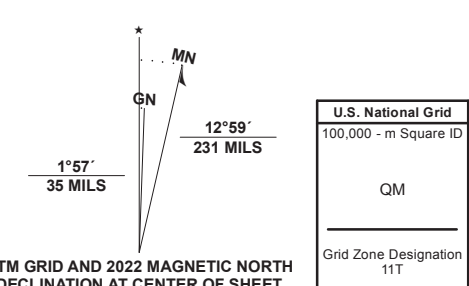 ★
MN
GN
12°59´
231 MILS
1°57´
35 MILS
TM GRID AND 2022 MAGNETIC NORTH
DECLINATION AT CENTER OF SHEET
U.S. National Grid
100,000 - m Square ID
QM
Grid Zone Designation
11T